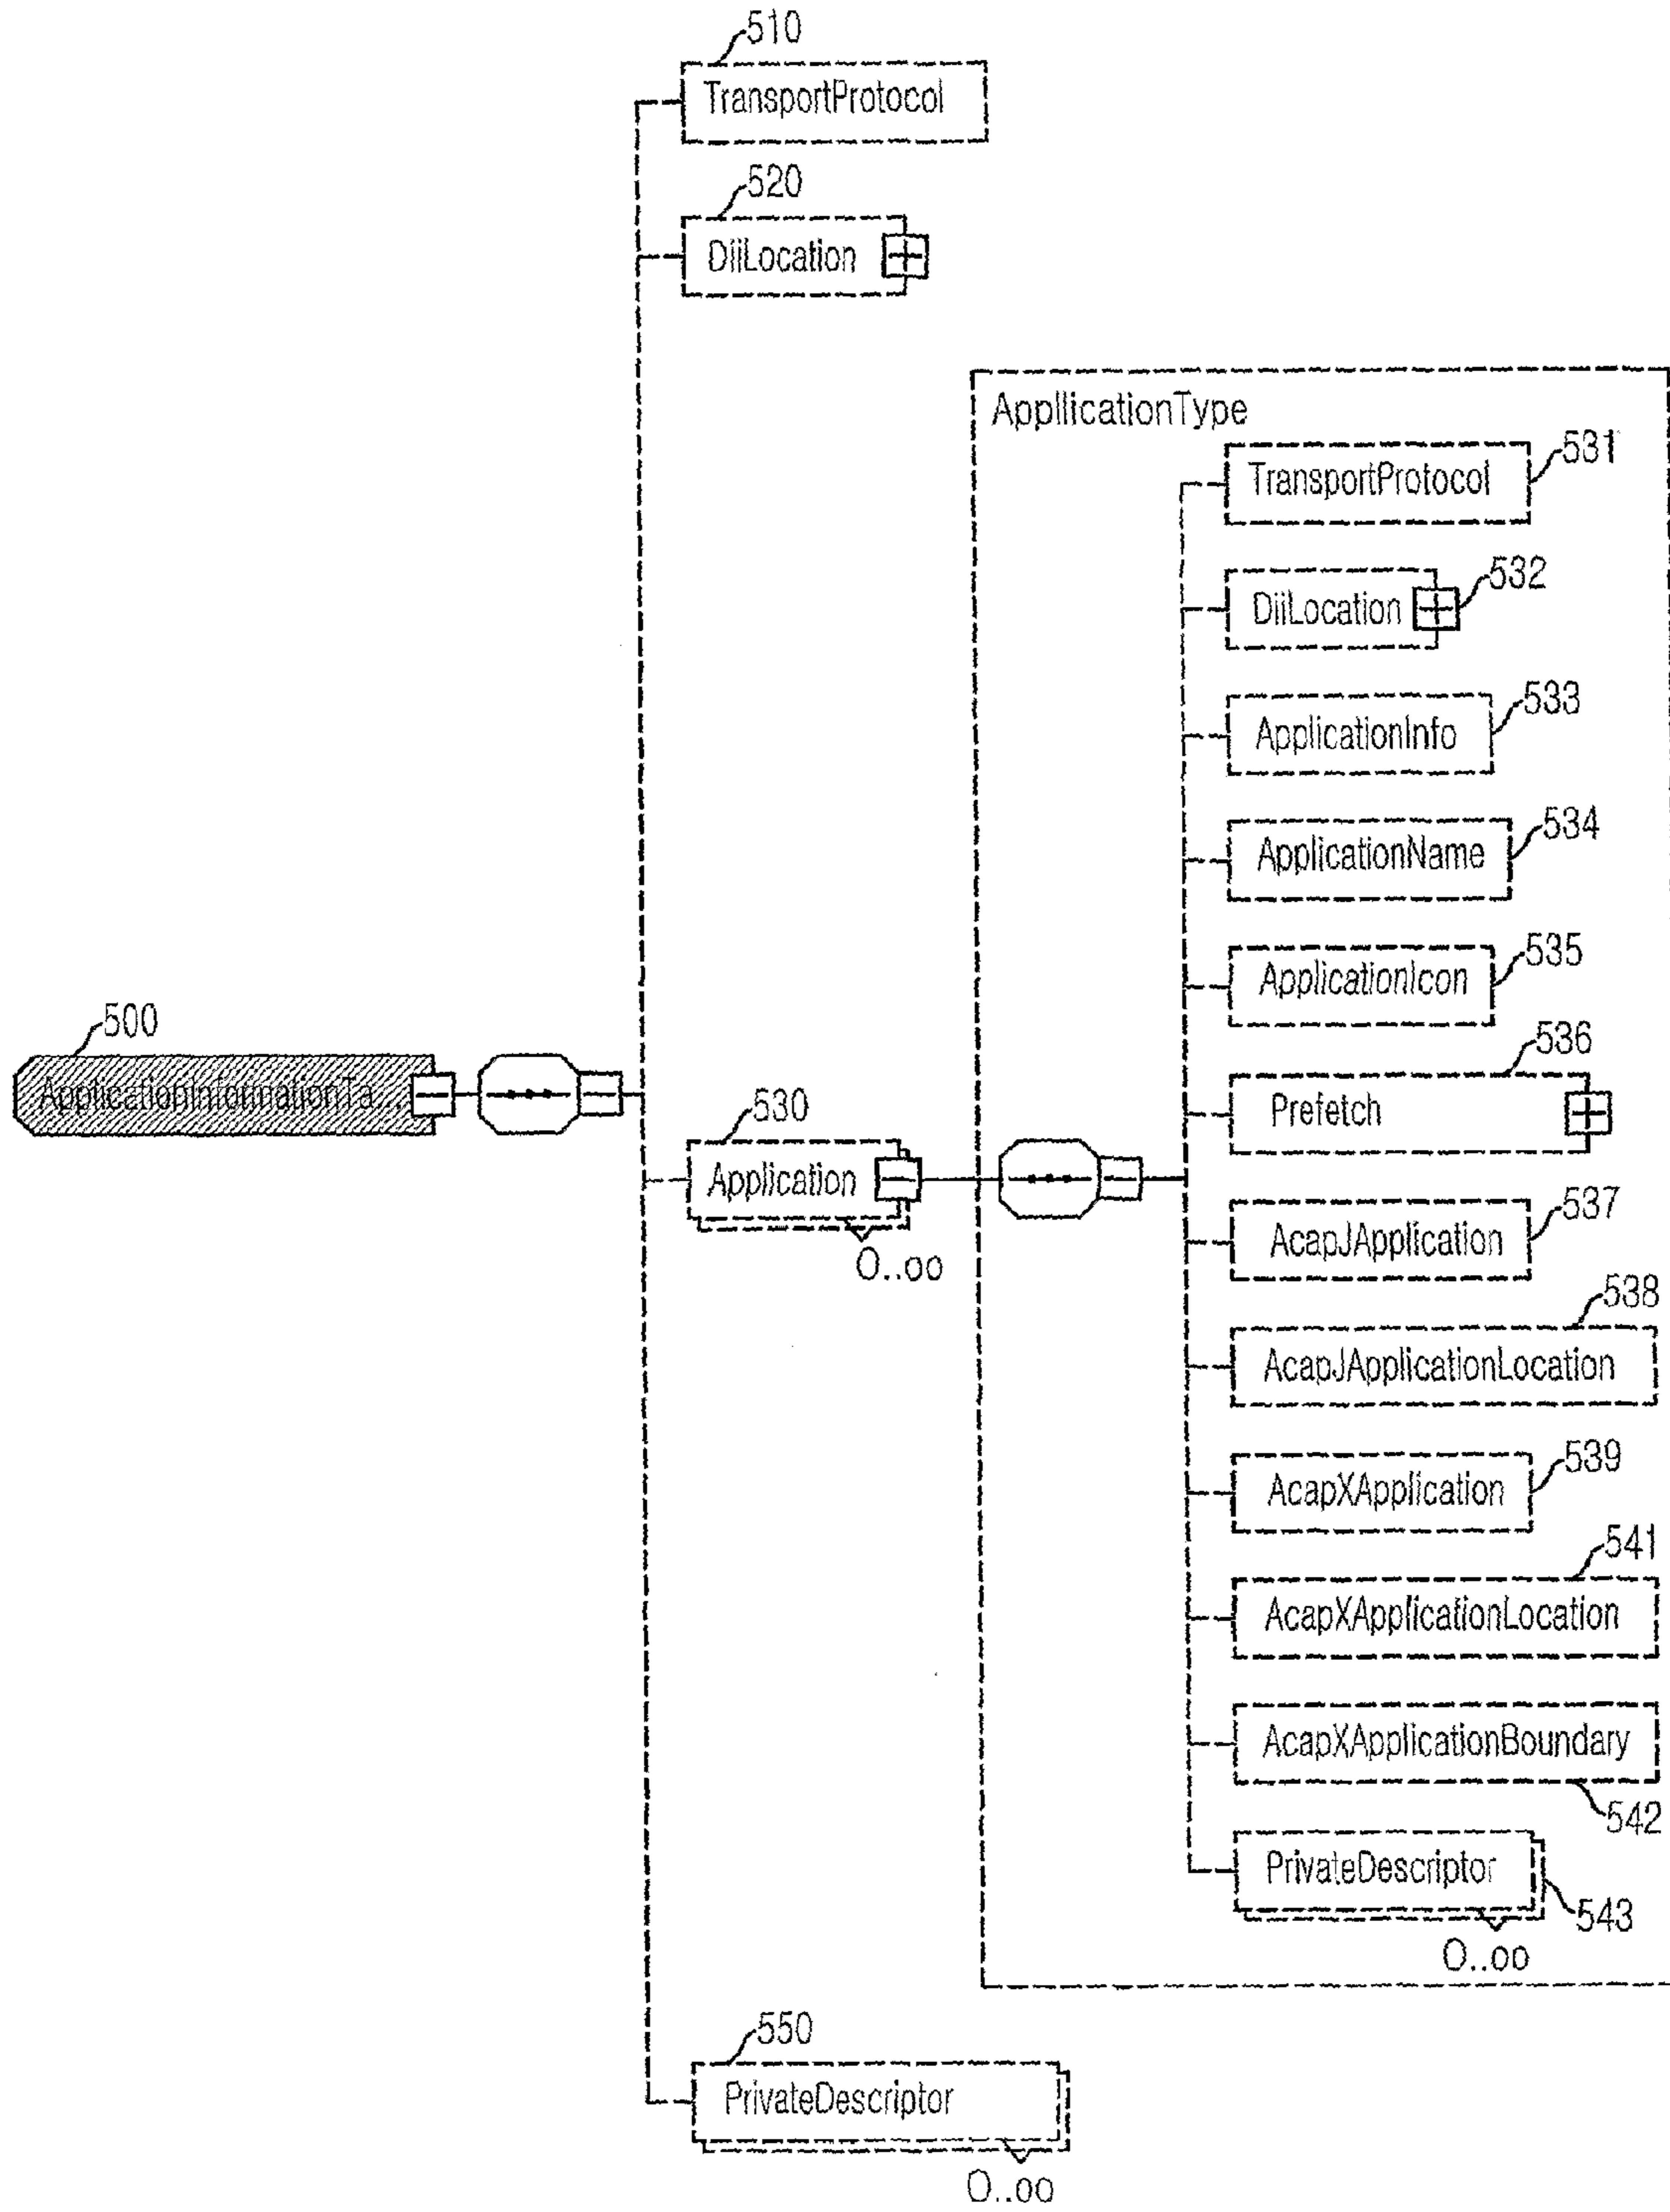 510
TransportProtocol
520
DiiLocation
AppllicationType
TransportProtocol
531
DiiLocation
532
ApplicationInfo
533
ApplicationName
534
ApplicationIcon
535
500
ApplicationInformationTa...
530
Application
0..oo
536
Prefetch
AcapJApplication
537
538
AcapJApplicationLocation
AcapXApplication
539
541
AcapXApplicationLocation
AcapXApplicationBoundary
542
PrivateDescriptor
543
0..oo
550
PrivateDescriptor
0..oo